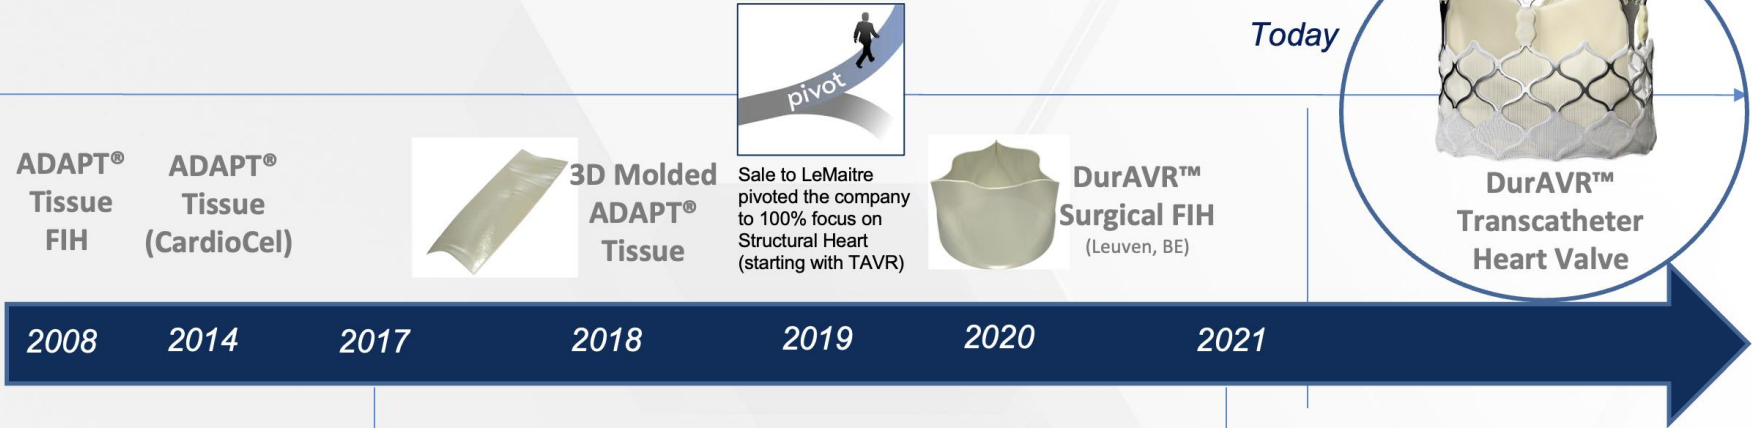 Today
pivot
ADAPT®
Tissue
FIH
ADAPT®
Tissue
(CardioCel)
3D Molded
ADAPT®
Tissue
Sale to LeMaitre
pivoted the company
to 100% focus on
Structural Heart
(starting with TAVR)
DurAVR™
Surgical FIH
(Leuven, BE)
DurAVR™
Transcatheter
Heart Valve
2008 2014 2017 2018 2019 2020 2021